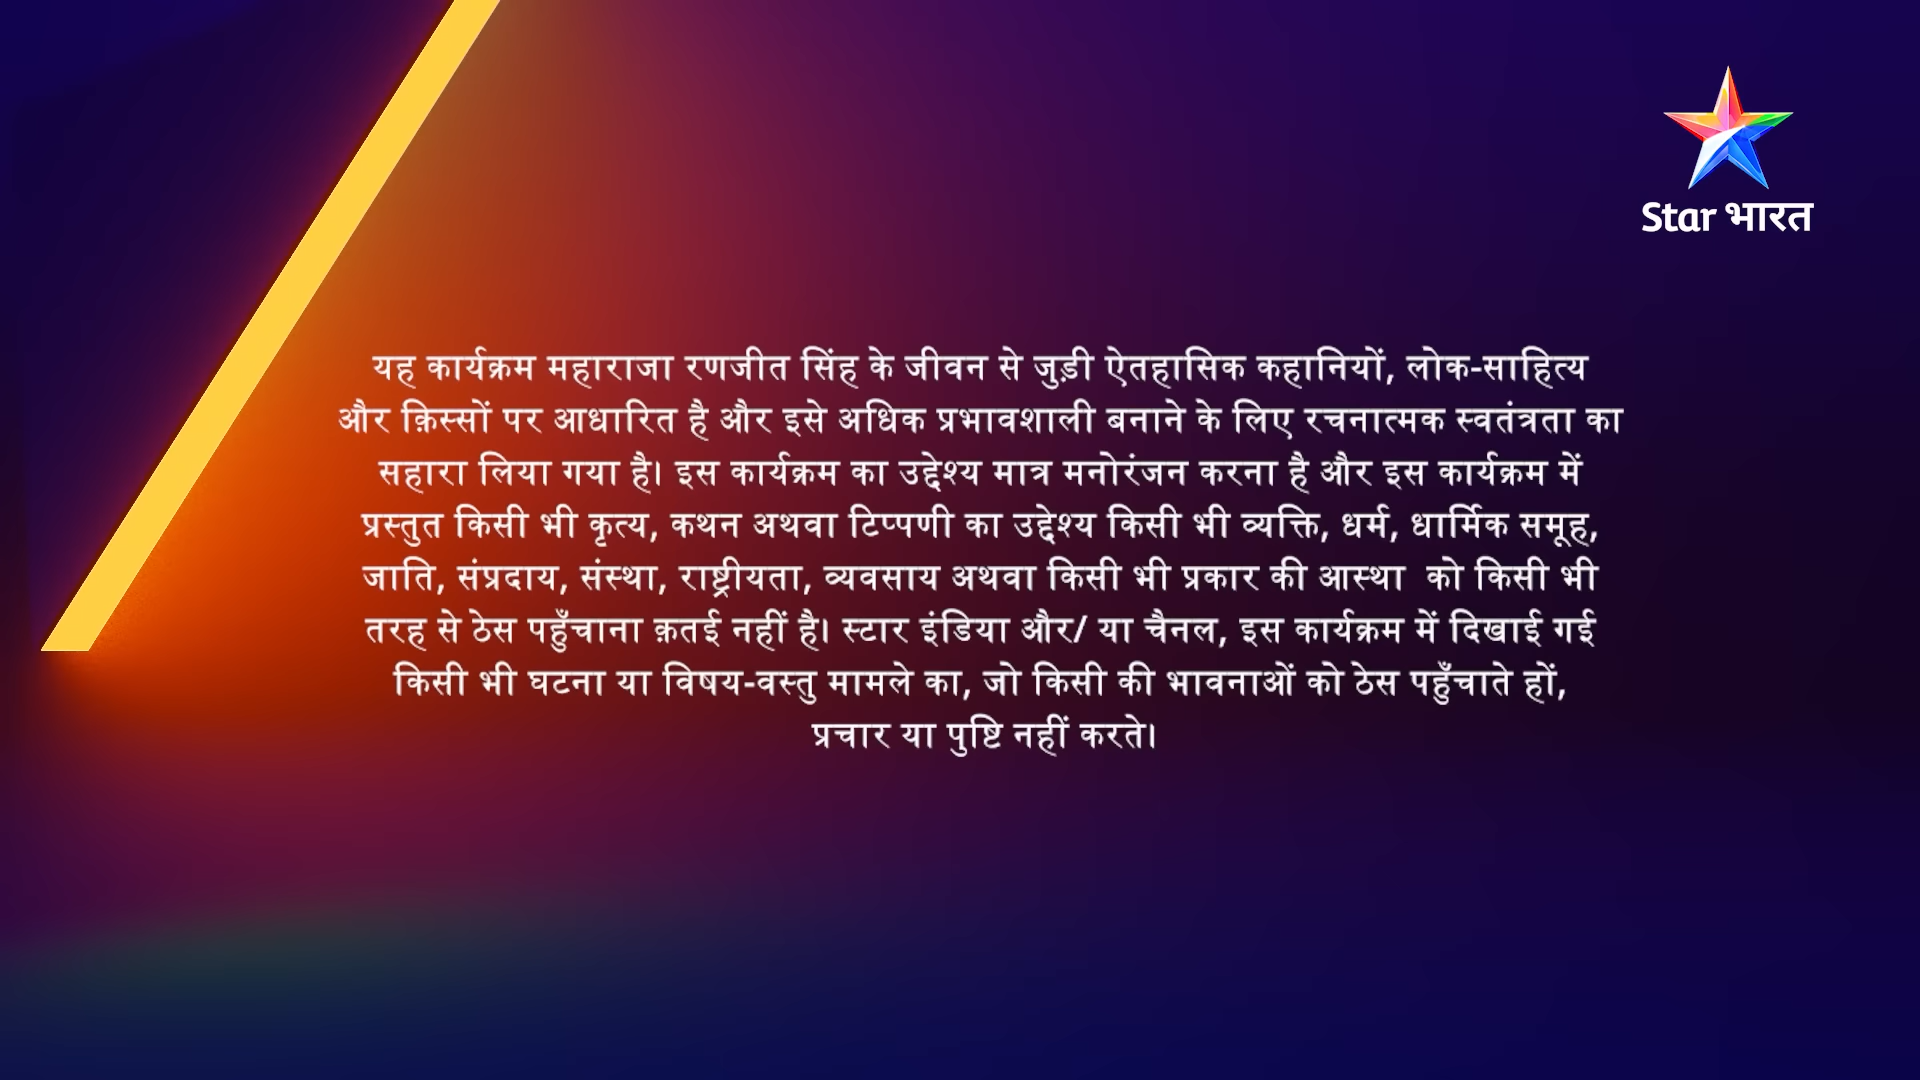 Star भारत
यह कार्यक्रम महाराजा रणजीत सिंह के जीवन से जुड़ी ऐतहासिक कहानियों, लोक-साहित्य
और क़िस्सों पर आधारित है और इसे अधिक प्रभावशाली बनाने के लिए रचनात्मक स्वतंत्रता का
सहारा लिया गया है। इस कार्यक्रम का उद्देश्य मात्र मनोरंजन करना है और इस कार्यक्रम में
प्रस्तुत किसी भी कृत्य, कथन अथवा टिप्पणी का उद्देश्य किसी भी व्यक्ति, धर्म, धार्मिक समूह,
जाति, संप्रदाय, संस्था, राष्ट्रीयता, व्यवसाय अथवा किसी भी प्रकार की आस्था को किसी भी
तरह से ठेस पहुँचाना क़तई नहीं है। स्टार इंडिया और/ या चैनल, इस कार्यक्रम में दिखाई गई
किसी भी घटना या विषय-वस्तु मामले का, जो किसी की भावनाओं को ठेस पहुँचाते हों,
प्रचार या पुष्टि नहीं करते।